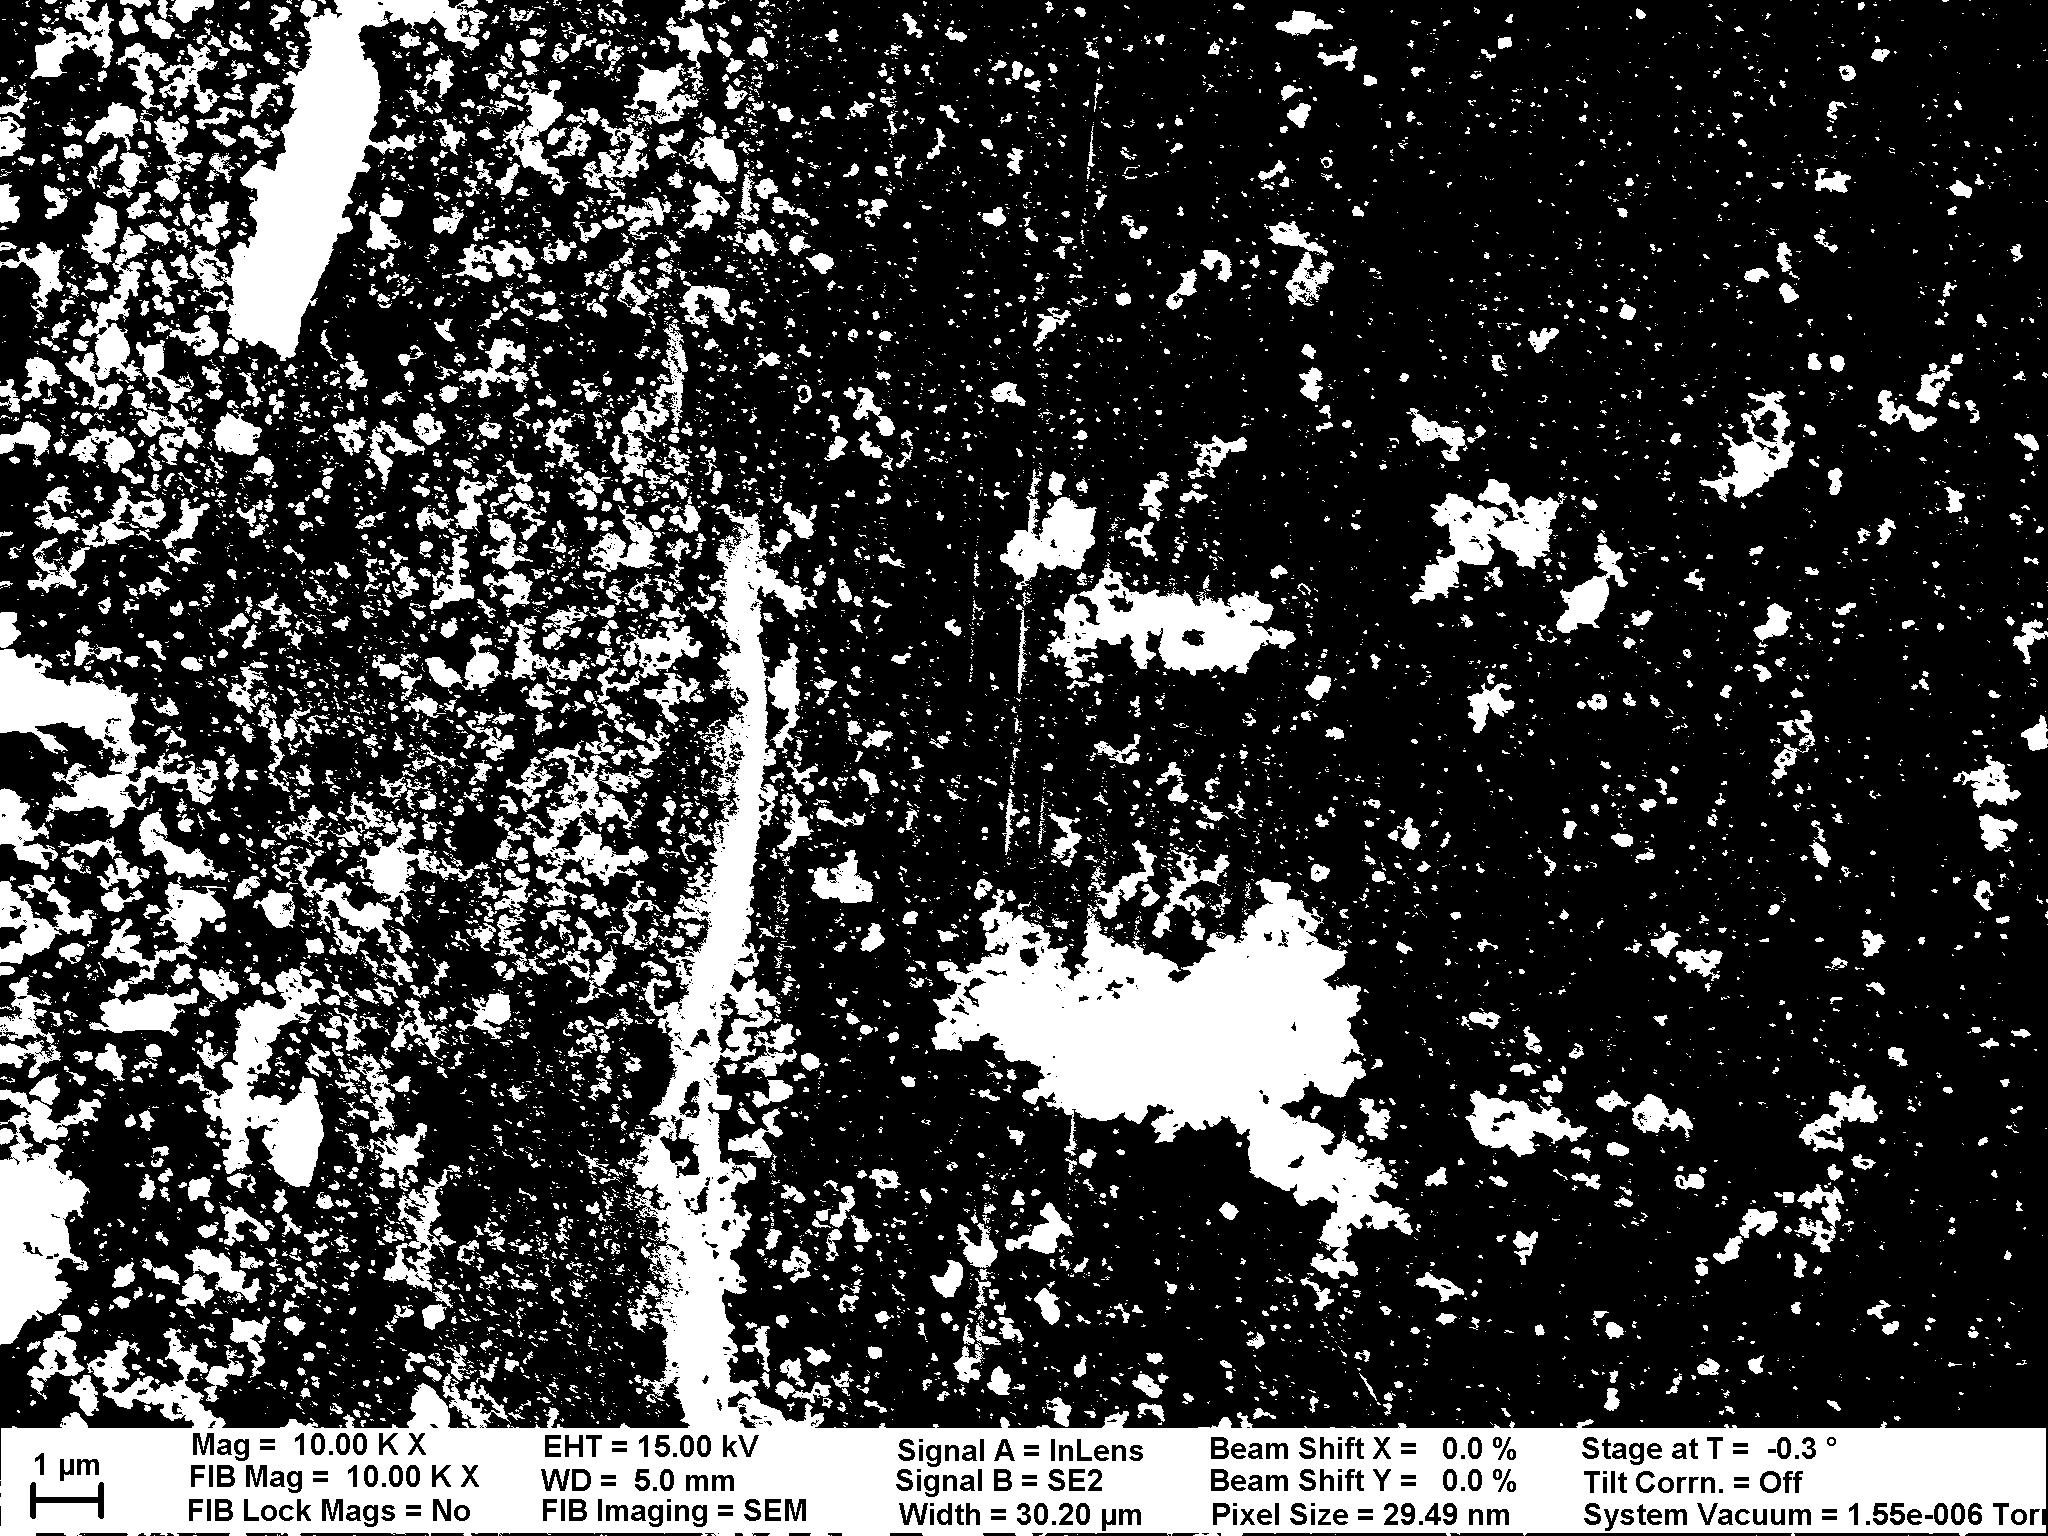 1 µm
Mag = 10.00 K X
FIB Mag = 10.00 K X
FIB Lock Mags = No
EHT = 15.00 kV
WD = 5.0 mm
FIB Imaging = SEM
Signal A = InLens
Signal B = SE2
Width = 30.20 µm
Beam Shift X = 0.0 %
Beam Shift Y = 0.0 %
Pixel Size = 29.49 nm
Stage at T = -0.3 °
Tilt Corrn. = Off
System Vacuum = 1.55e-006 Torr